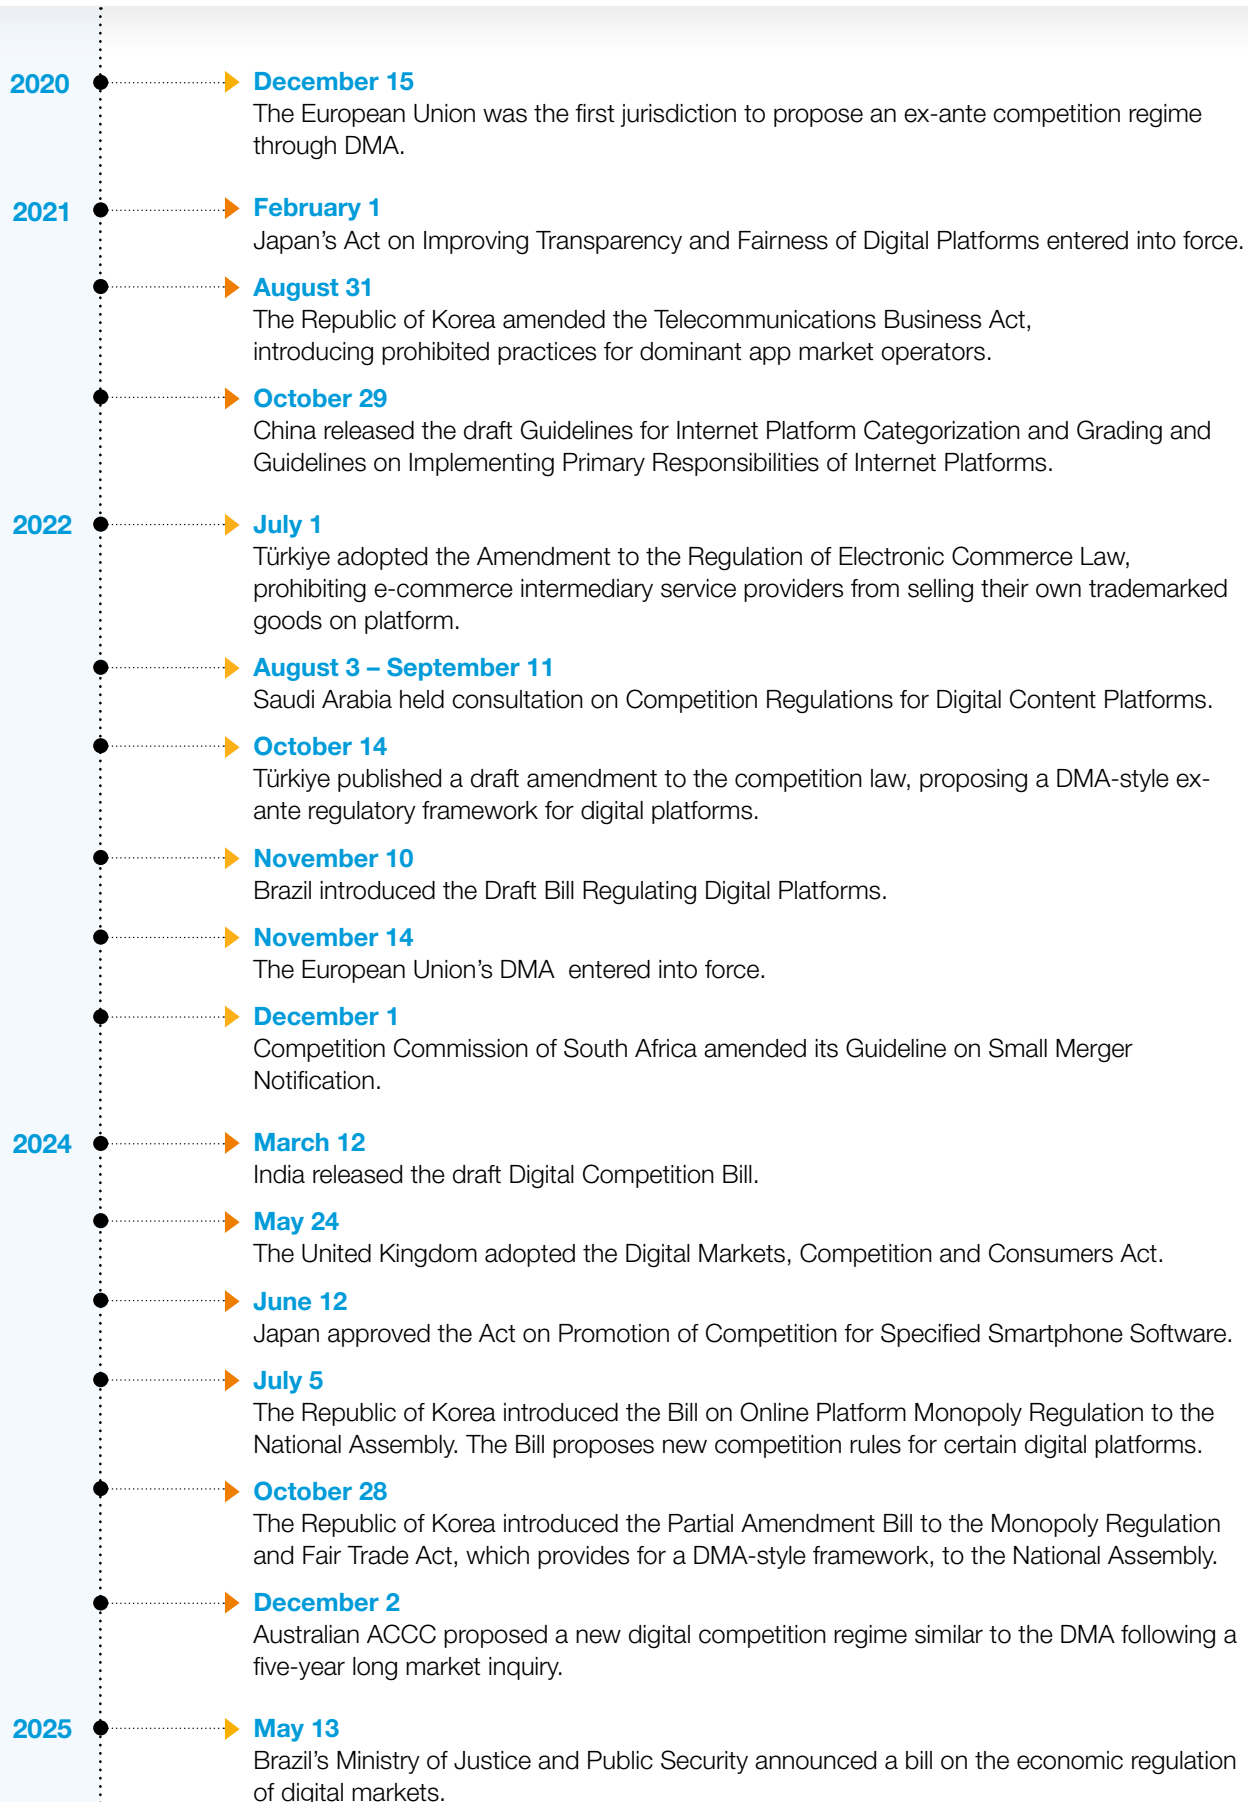 2020
December 15
The European Union was the first jurisdiction to propose an ex-ante competition regime
through DMA.
2021
February 1
Japan's Act on Improving Transparency and Fairness of Digital Platforms entered into force.
August 31
The Republic of Korea amended the Telecommunications Business Act,
introducing prohibited practices for dominant app market operators.
October 29
China released the draft Guidelines for Internet Platform Categorization and Grading and
Guidelines on Implementing Primary Responsibilities of Internet Platforms.
2022
July 1
Türkiye adopted the Amendment to the Regulation of Electronic Commerce Law,
prohibiting e-commerce intermediary service providers from selling their own trademarked
goods on platform.
August 3 – September 11
Saudi Arabia held consultation on Competition Regulations for Digital Content Platforms.
October 14
Türkiye published a draft amendment to the competition law, proposing a DMA-style ex-
ante regulatory framework for digital platforms.
November 10
Brazil introduced the Draft Bill Regulating Digital Platforms.
November 14
The European Union's DMA entered into force.
December 1
Competition Commission of South Africa amended its Guideline on Small Merger
Notification.
2024
March 12
India released the draft Digital Competition Bill.
May 24
The United Kingdom adopted the Digital Markets, Competition and Consumers Act.
June 12
Japan approved the Act on Promotion of Competition for Specified Smartphone Software.
July 5
The Republic of Korea introduced the Bill on Online Platform Monopoly Regulation to the
National Assembly. The Bill proposes new competition rules for certain digital platforms.
October 28
The Republic of Korea introduced the Partial Amendment Bill to the Monopoly Regulation
and Fair Trade Act, which provides for a DMA-style framework, to the National Assembly.
December 2
Australian ACCC proposed a new digital competition regime similar to the DMA following a
five-year long market inquiry.
2025
May 13
Brazil's Ministry of Justice and Public Security announced a bill on the economic regulation
of digital markets.